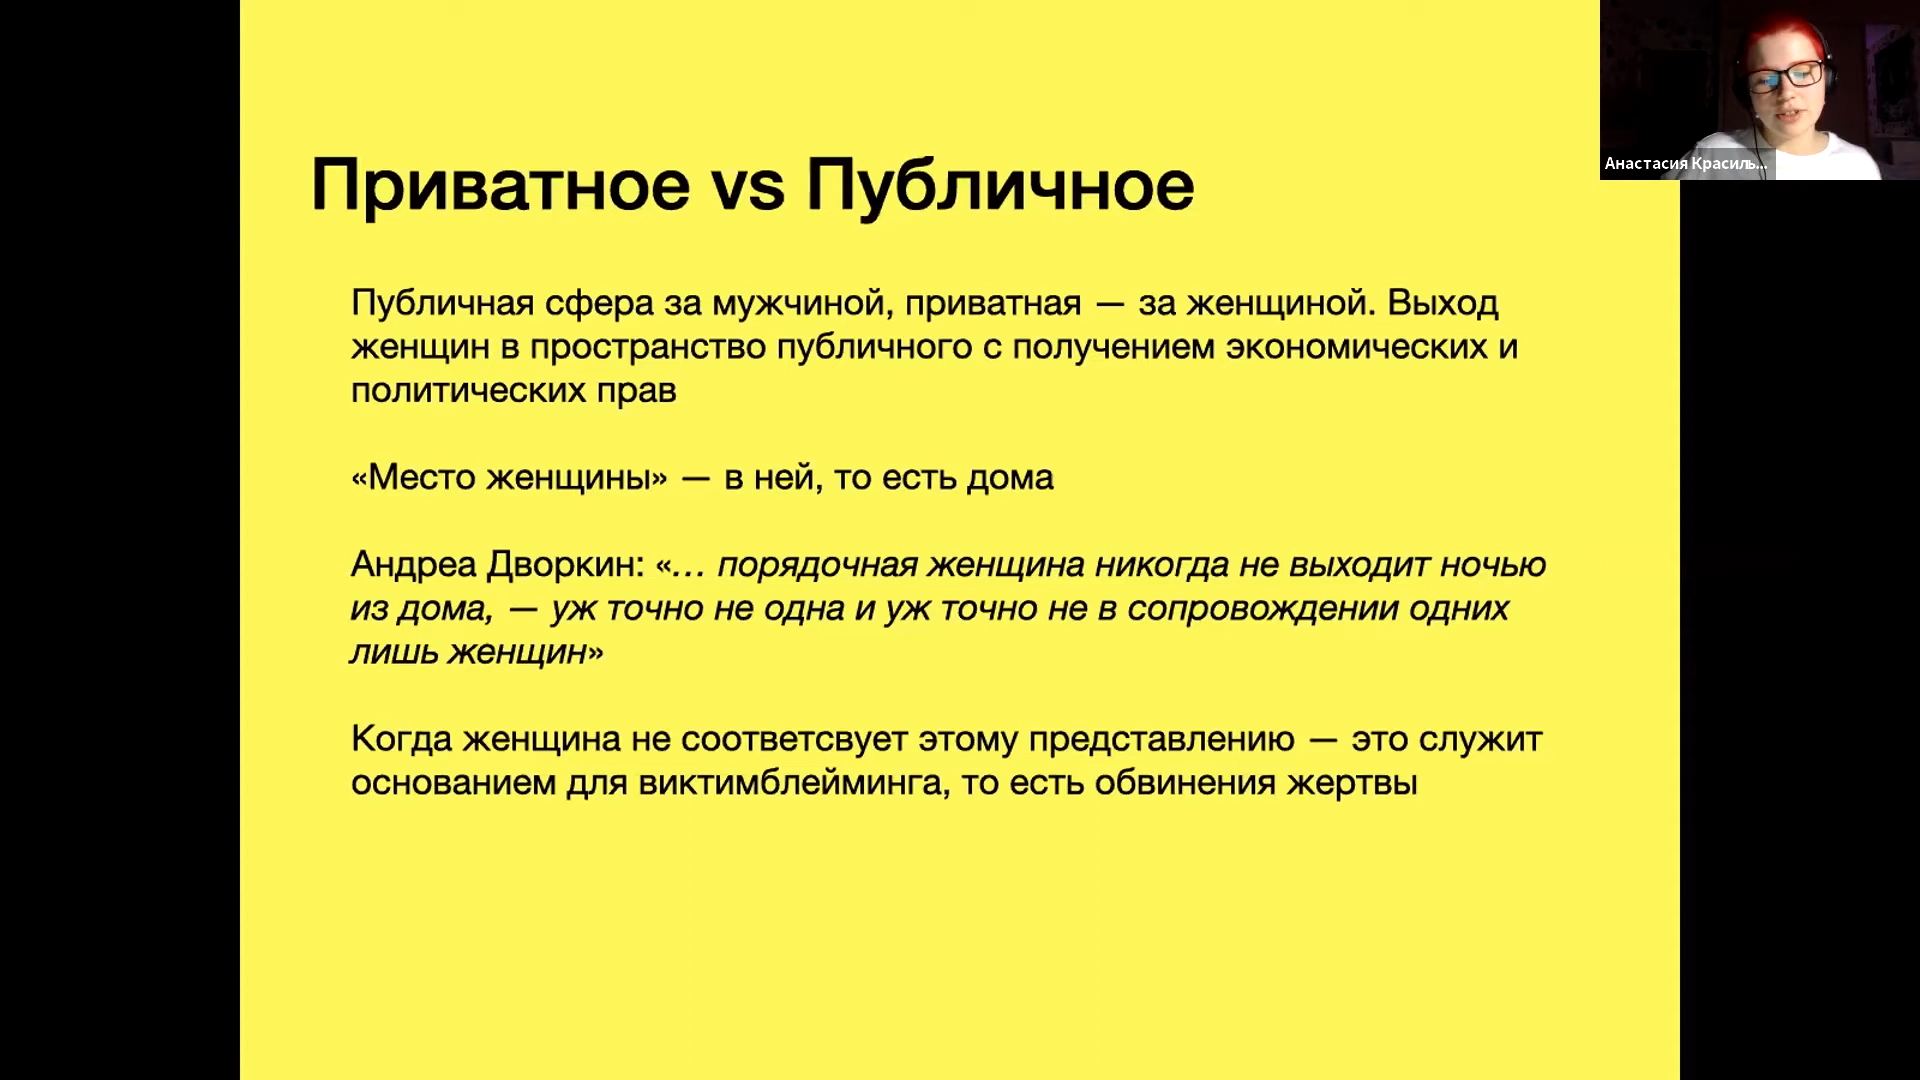 Приватное vs Публичное
Публичная сфера за мужчиной, приватная — за женщиной. Выход
женщин в пространство публичного с получением экономических и
политических прав
«Место женщины» — в ней, то есть дома
Андреа Дворкин: «… порядочная женщина никогда не выходит ночью
из дома, — уж точно не одна и уж точно не в сопровождении одних
лишь женщин»
Когда женщина не соответсвует этому представлению — это служит
основанием для виктимблейминга, то есть обвинения жертвы
Анастасия Красиль...